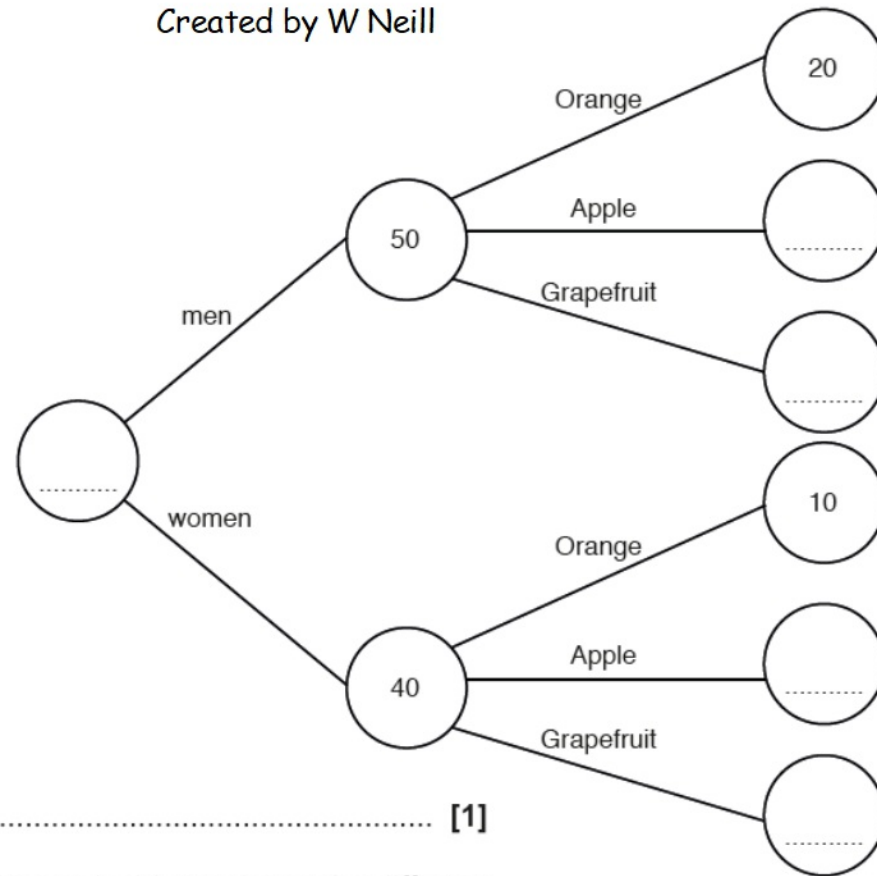 Created by W Neill
Orange
20
Apple
50
Grapefruit
men
women
Orange
10
Apple
40
Grapefruit
[1]